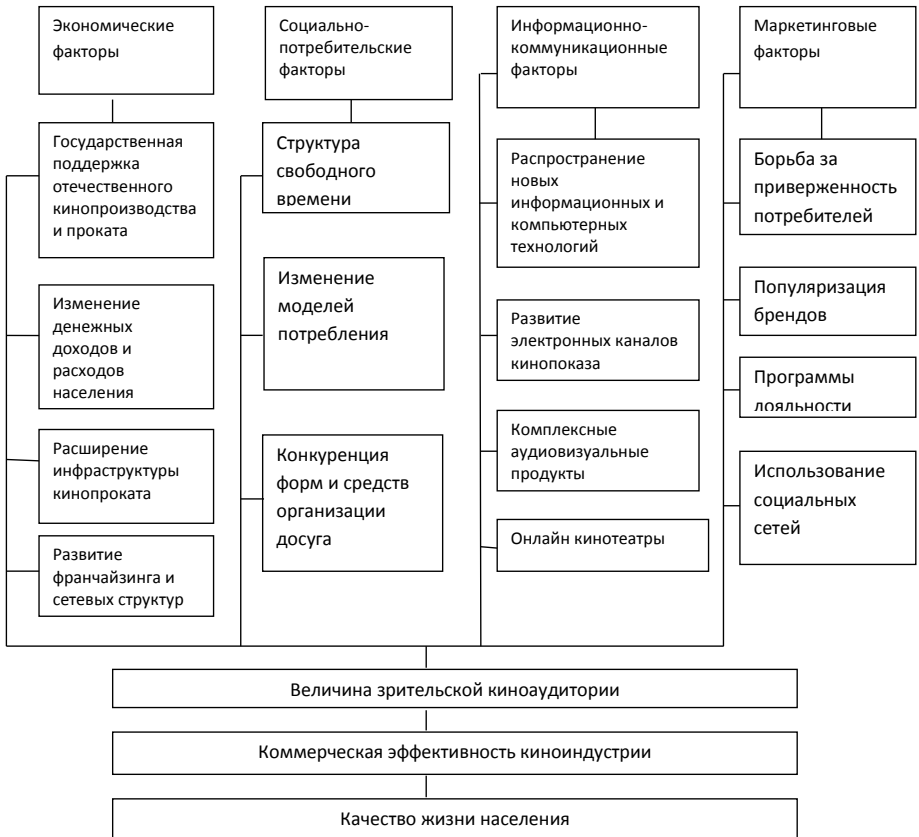 Экономические
факторы
Государственная
поддержка
отечественного
кинопроизводства
и проката
Изменение
денежных
доходов и
расходов
населения
Расширение
инфраструктуры
кинопроката
Развитие
франчайзинга и
сетевых структур
Социально-
потребительские
факторы
Структура
свободного
времени
Изменение
моделей
потребления
Конкуренция
форм и средств
организации
досуга
Информационно-
коммуникационные
факторы
Распространение
новых
информационных и
компьютерных
технологий
Развитие
электронных каналов
кинопоказа
Комплексные
аудиовизуальные
продукты
Онлайн кинотеатры
Маркетинговые
факторы
Борьба за
приверженность
потребителей
Популяризация
брендов
Программы
лояльности
Использование
социальных
сетей
Величина зрительской киноаудитории
Коммерческая эффективность киноиндустрии
Качество жизни населения